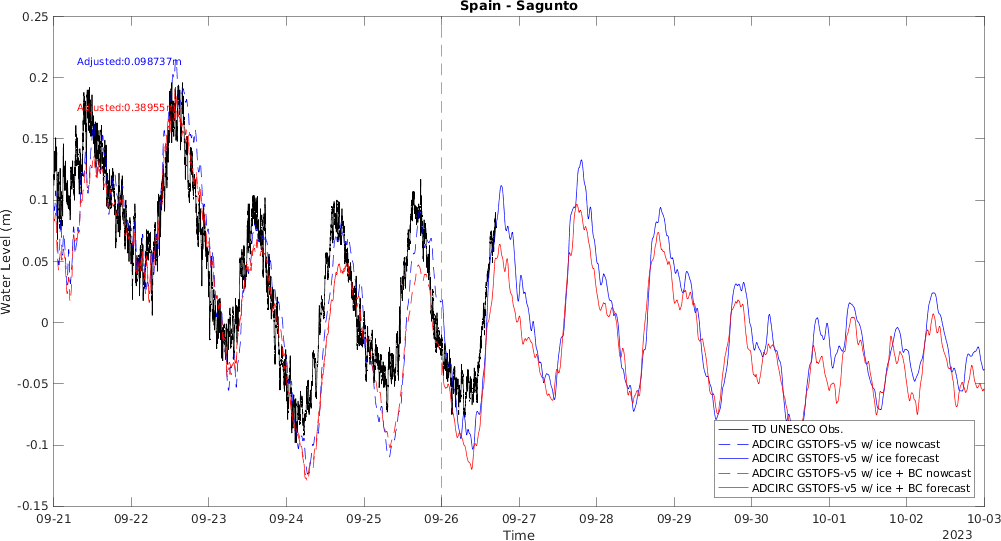 Spain - Sagunto
0.25
0.2
0.15
0.1
0.05
0
-0.05
-0.1
-0.15
Water Level (m)
Adjusted:0.098737m
Adjusted:0.38955m
TD UNESCO Obs.
ADCIRC GSTOFS-v5 w/ ice nowcast
ADCIRC GSTOFS-v5 w/ ice forecast
ADCIRC GSTOFS-v5 w/ ice + BC nowcast
ADCIRC GSTOFS-v5 w/ ice + BC forecast
09-21 09-22 09-23 09-24 09-25 09-26 09-27 09-28 09-29 09-30 10-01 10-02 10-03
Time
2023